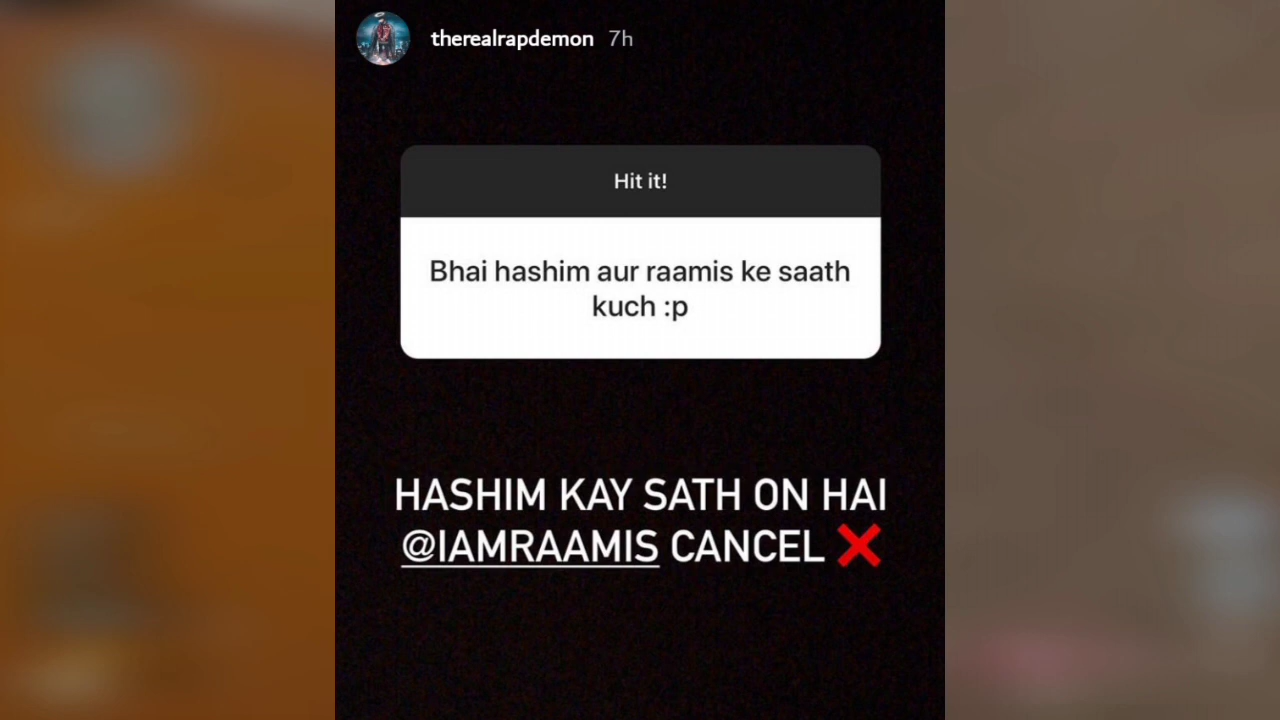 therealrapdemon 7h
Hit it!
Bhai hashim aur raamis ke saath
kuch :p
HASHIM KAY SATH ON HAI
@IAMRAAMIS CANCEL ❌